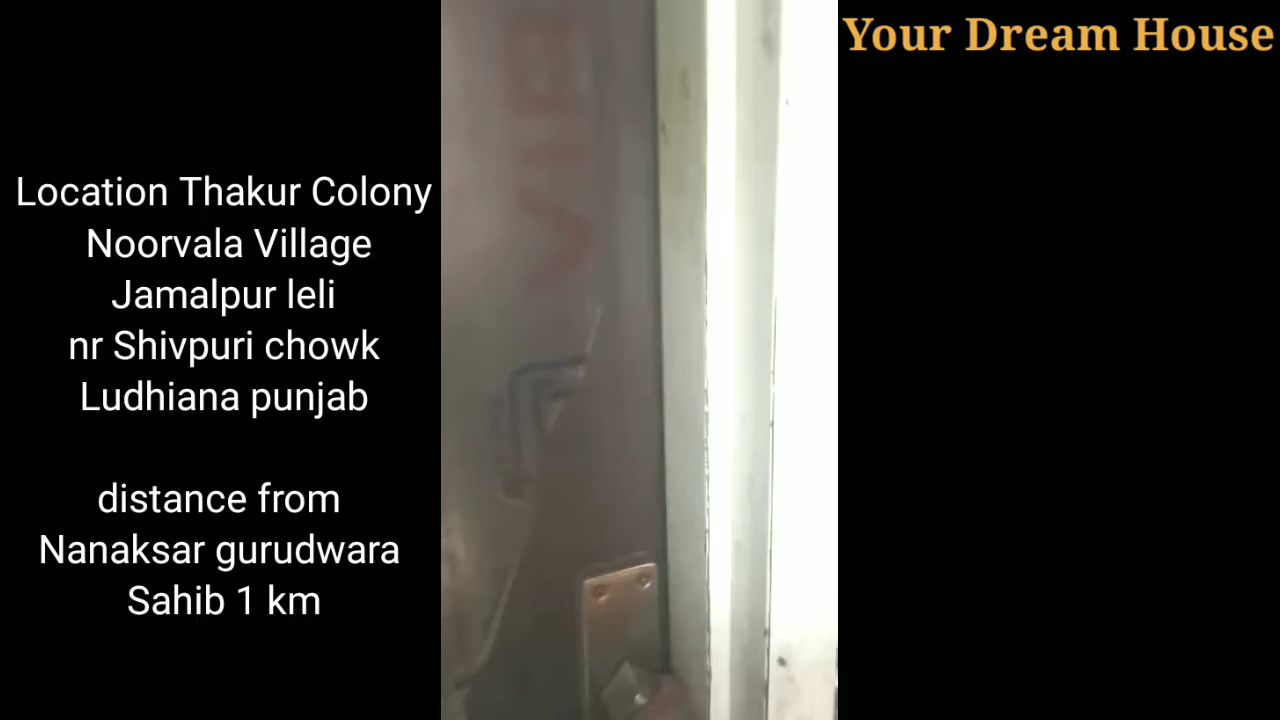 Your Dream House
Location Thakur Colony
Noorvala Village
Jamalpur leli
nr Shivpuri chowk
Ludhiana punjab
distance from
Nanaksar gurudwara
Sahib 1 km